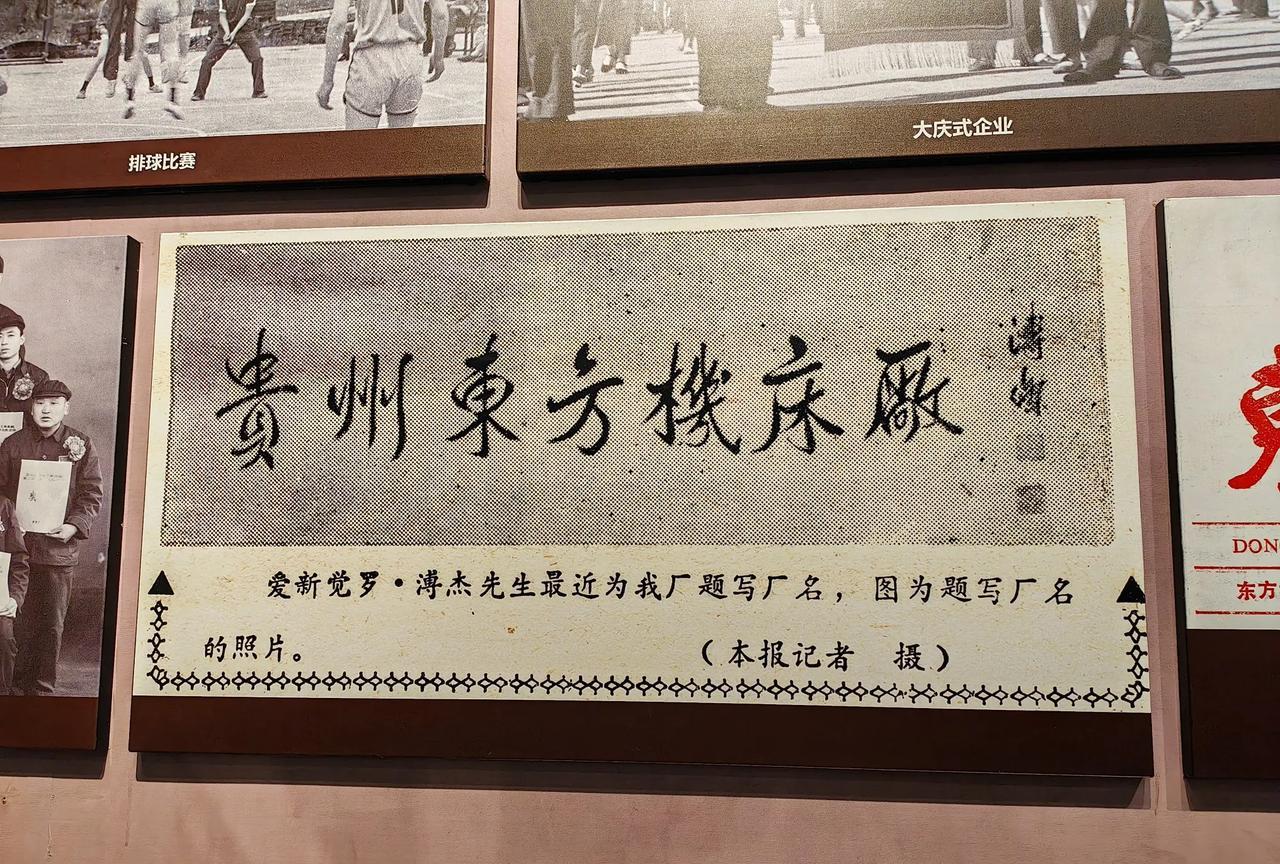 排球比赛
大庆式企业
貴州東方機床廠
溥傑
爱新觉罗·溥杰先生最近为我厂题写厂名，图为题写厂名
的照片。
（本报记者　摄）
DON
东方